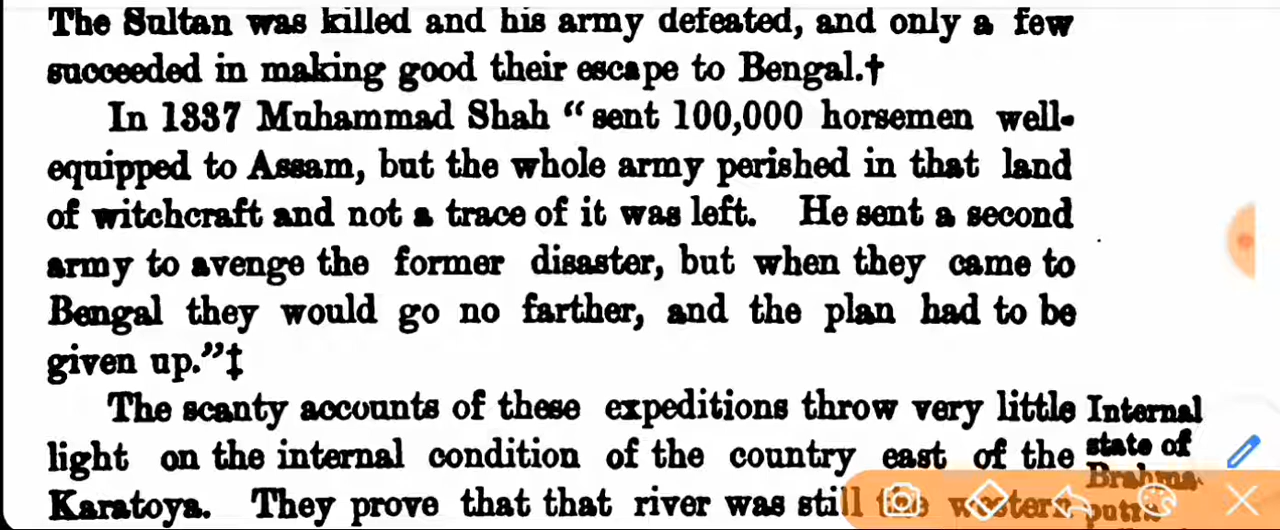 The Sultan was killed and his army defeated, and only a few
succeeded in making good their escape to Bengal.†
In 1337 Muhammad Shah “sent 100,000 horsemen well-
equipped to Assam, but the whole army perished in that land
of witchcraft and not a trace of it was left. He sent a second
army to avenge the former disaster, but when they came to
Bengal they would go no farther, and the plan had to be
given up.”‡
The scanty accounts of these expeditions throw very little
light on the internal condition of the country east of the
Karatoya. They prove that that river was still the western
Internal
state of
Brahma-
putra